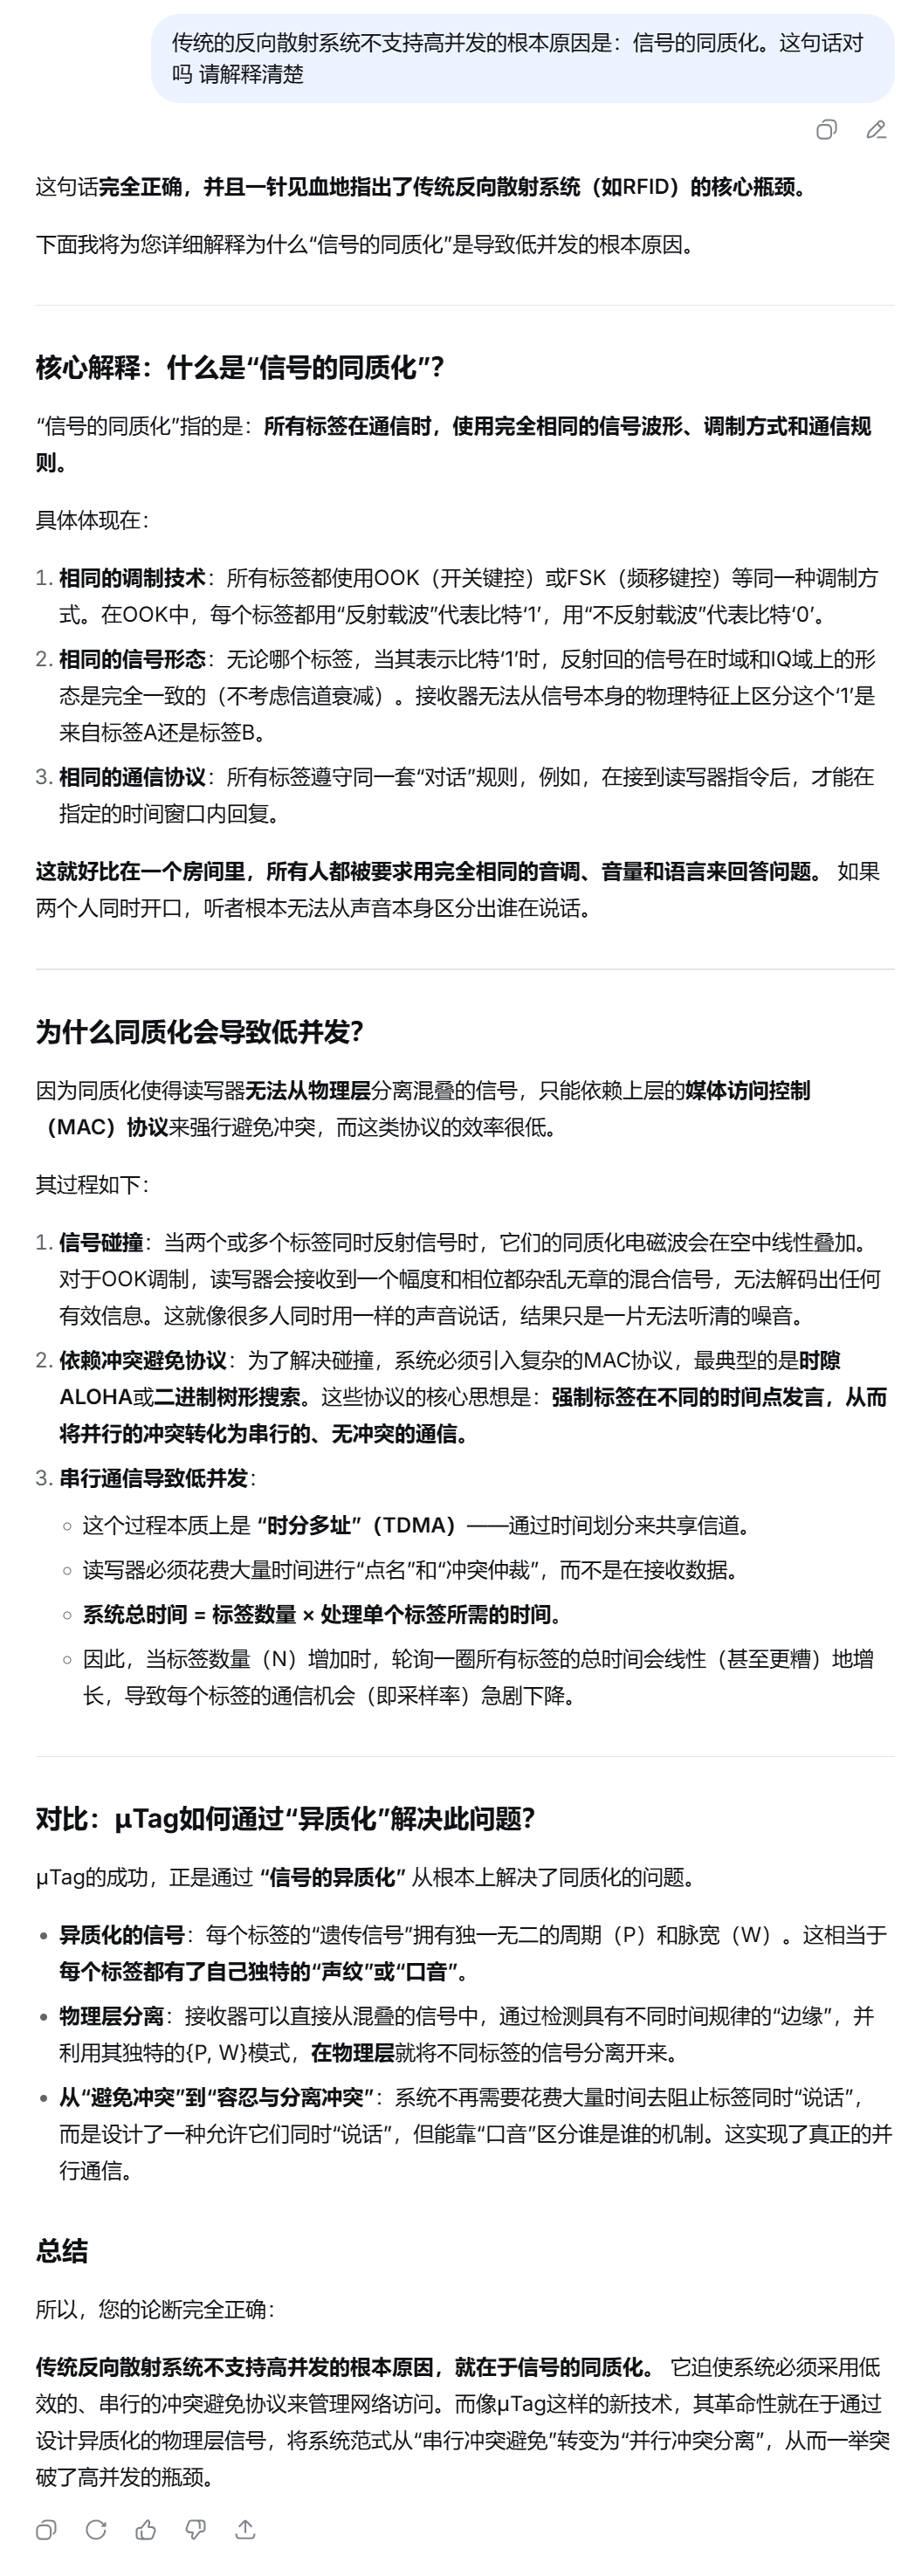 传统的反向散射系统不支持高并发的根本原因是：信号的同质化。这句话对
吗 请解释清楚
这句话完全正确，并且一针见血地指出了传统反向散射系统（如RFID）的核心瓶颈。
下面我将为您详细解释为什么“信号的同质化”是导致低并发的根本原因。
核心解释：什么是“信号的同质化”？
“信号的同质化”指的是：所有标签在通信时，使用完全相同的信号波形、调制方式和通信规
则。
具体体现在：
1. 相同的调制技术：所有标签都使用OOK（开关键控）或FSK（频移键控）等同一种调制方
式。在OOK中，每个标签都用“反射载波”代表比特‘1’，用“不反射载波”代表比特‘0’。
2. 相同的信号形态：无论哪个标签，当其表示比特‘1’时，反射回的信号在时域和IQ域上的形
态是完全一致的（不考虑信道衰减）。接收器无法从信号本身的物理特征上区分这个‘1’是
来自标签A还是标签B。
3. 相同的通信协议：所有标签遵守同一套“对话”规则，例如，在接到读写器指令后，才能在
指定的时间窗口内回复。
这就好比在一个房间里，所有人都被要求用完全相同的音调、音量和语言来回答问题。 如果
两个人同时开口，听者根本无法从声音本身区分出谁在说话。
为什么同质化会导致低并发？
因为同质化使得读写器无法从物理层分离混叠的信号，只能依赖上层的媒体访问控制
（MAC）协议来强行避免冲突，而这类协议的效率很低。
其过程如下：
1. 信号碰撞：当两个或多个标签同时反射信号时，它们的同质化电磁波会在空中线性叠加。
对于OOK调制，读写器会接收到一个幅度和相位都杂乱无章的混合信号，无法解码出任何
有效信息。这就像很多人同时用一样的声音说话，结果只是一片无法听清的噪音。
2. 依赖冲突避免协议：为了解决碰撞，系统必须引入复杂的MAC协议，最典型的是时隙
ALOHA或二进制树形搜索。这些协议的核心思想是：强制标签在不同的时间点发言，从而
将并行的冲突转化为串行的、无冲突的通信。
3. 串行通信导致低并发：
○ 这个过程本质上是 “时分多址”（TDMA）——通过时间划分来共享信道。
○ 读写器必须花费大量时间进行“点名”和“冲突仲裁”，而不是在接收数据。
○ 系统总时间 = 标签数量 × 处理单个标签所需的时间。
○ 因此，当标签数量（N）增加时，轮询一圈所有标签的总时间会线性（甚至更糟）地增
长，导致每个标签的通信机会（即采样率）急剧下降。
对比：μTag如何通过“异质化”解决此问题？
μTag的成功，正是通过 “信号的异质化” 从根本上解决了同质化的问题。
• 异质化的信号：每个标签的“遗传信号”拥有独一无二的周期（P）和脉宽（W）。这相当于
每个标签都有了自己独特的“声纹”或“口音”。
• 物理层分离：接收器可以直接从混叠的信号中，通过检测具有不同时间规律的“边缘”，并
利用其独特的{P, W}模式，在物理层就将不同标签的信号分离开来。
• 从“避免冲突”到“容忍与分离冲突”：系统不再需要花费大量时间去阻止标签同时“说话”，
而是设计了一种允许它们同时“说话”，但能靠“口音”区分谁是谁的机制。这实现了真正的并
行通信。
总结
所以，您的论断完全正确：
传统反向散射系统不支持高并发的根本原因，就在于信号的同质化。 它迫使系统必须采用低
效的、串行的冲突避免协议来管理网络访问。而像μTag这样的新技术，其革命性就在于通过
设计异质化的物理层信号，将系统范式从“串行冲突避免”转变为“并行冲突分离”，从而一举突
破了高并发的瓶颈。